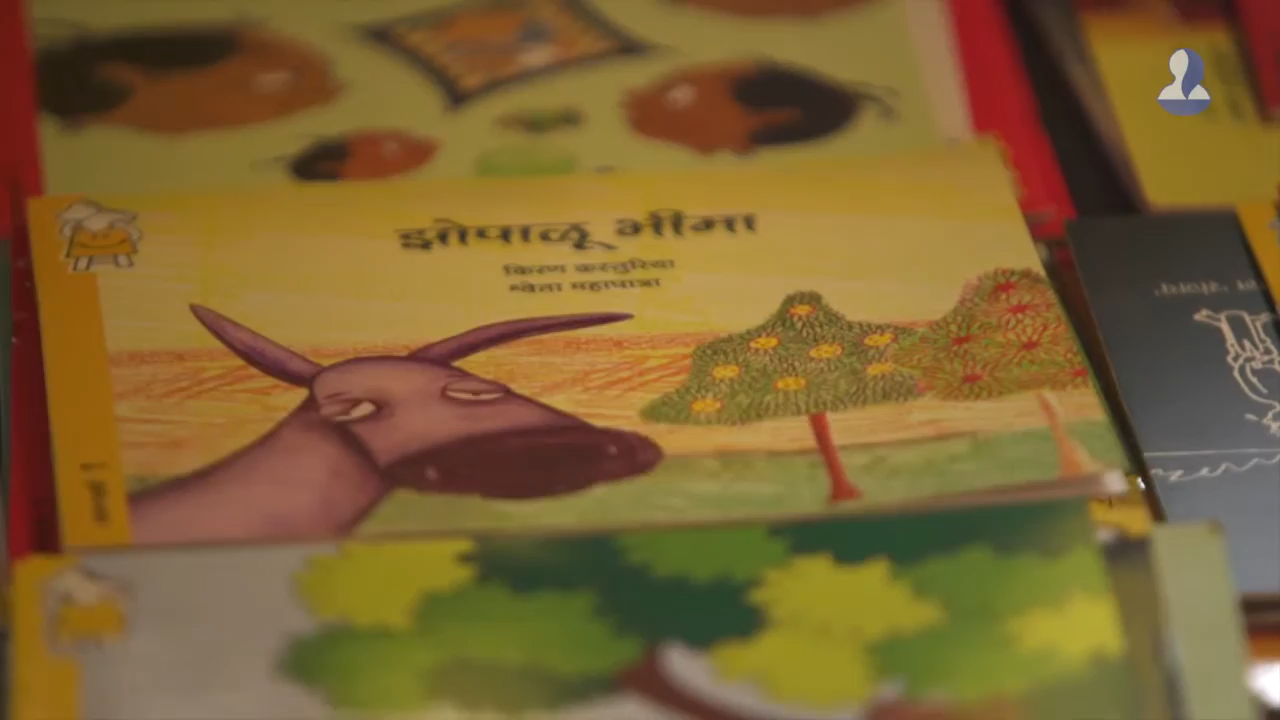 झोपाळू भीमा
किरण कस्तुरिया
श्वेता महापात्रा